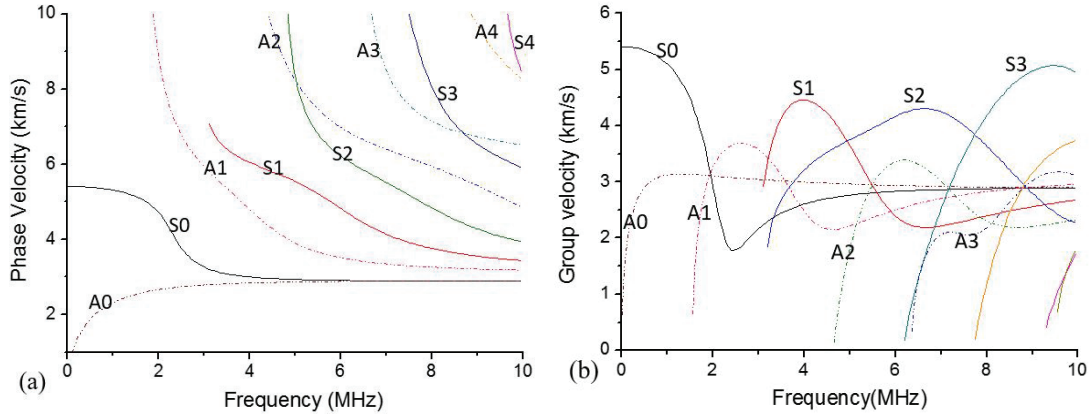 10
8
6
4
2
Phase Velocity (km/s)
A2
A3
A4
S4
S3
A1
S1
S2
S0
A0
0 2 4 6 8 10
Frequency (MHz)
(a)
6
5
4
3
2
1
0
Group velocity (km/s)
S0
S1
S2
S3
A0
A1
A2
A3
0 2 4 6 8 10
Frequency(MHz)
(b)